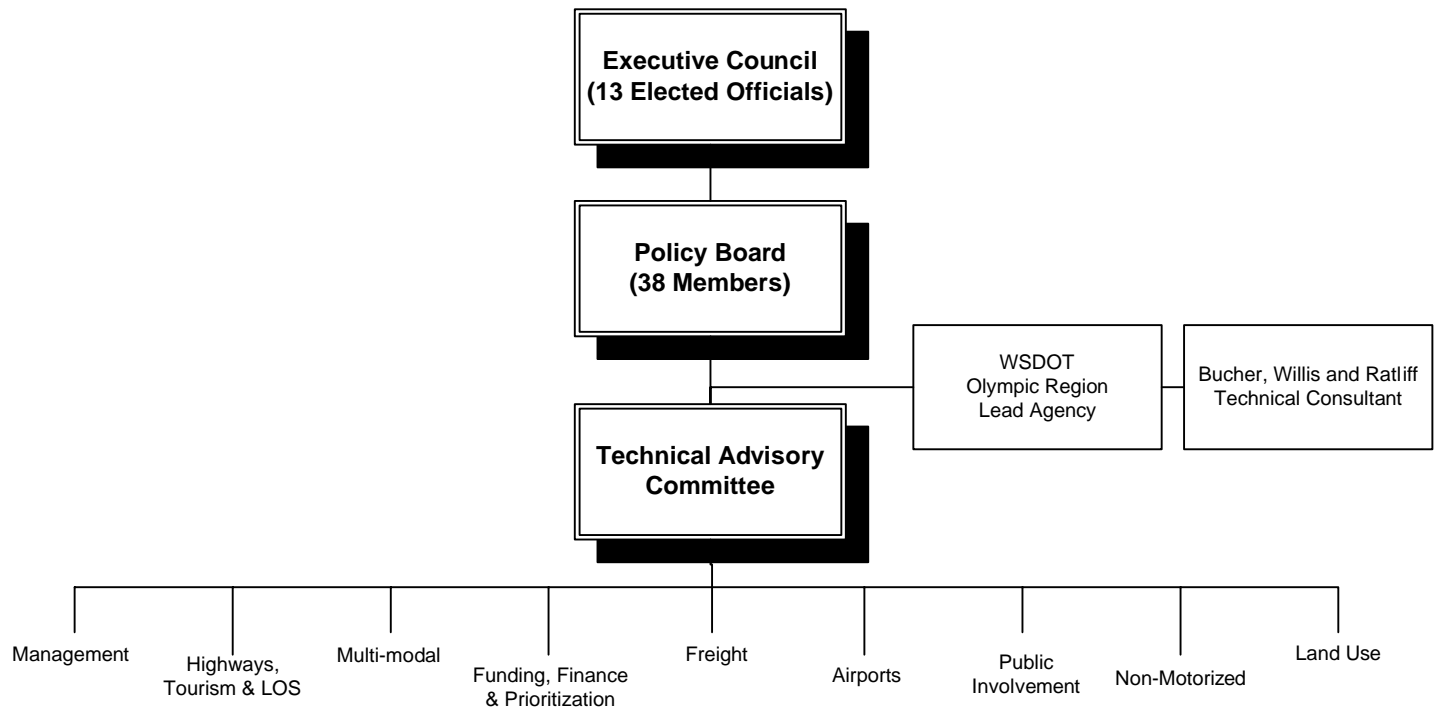 Executive Council
(13 Elected Officials)
Policy Board
(38 Members)
WSDOT
Olympic Region
Lead Agency
Bucher, Willis and Ratliff
Technical Consultant
Technical Advisory
Committee
Management
Highways,
Tourism & LOS
Multi-modal
Funding, Finance
& Prioritization
Freight
Airports
Public
Involvement
Non-Motorized
Land Use